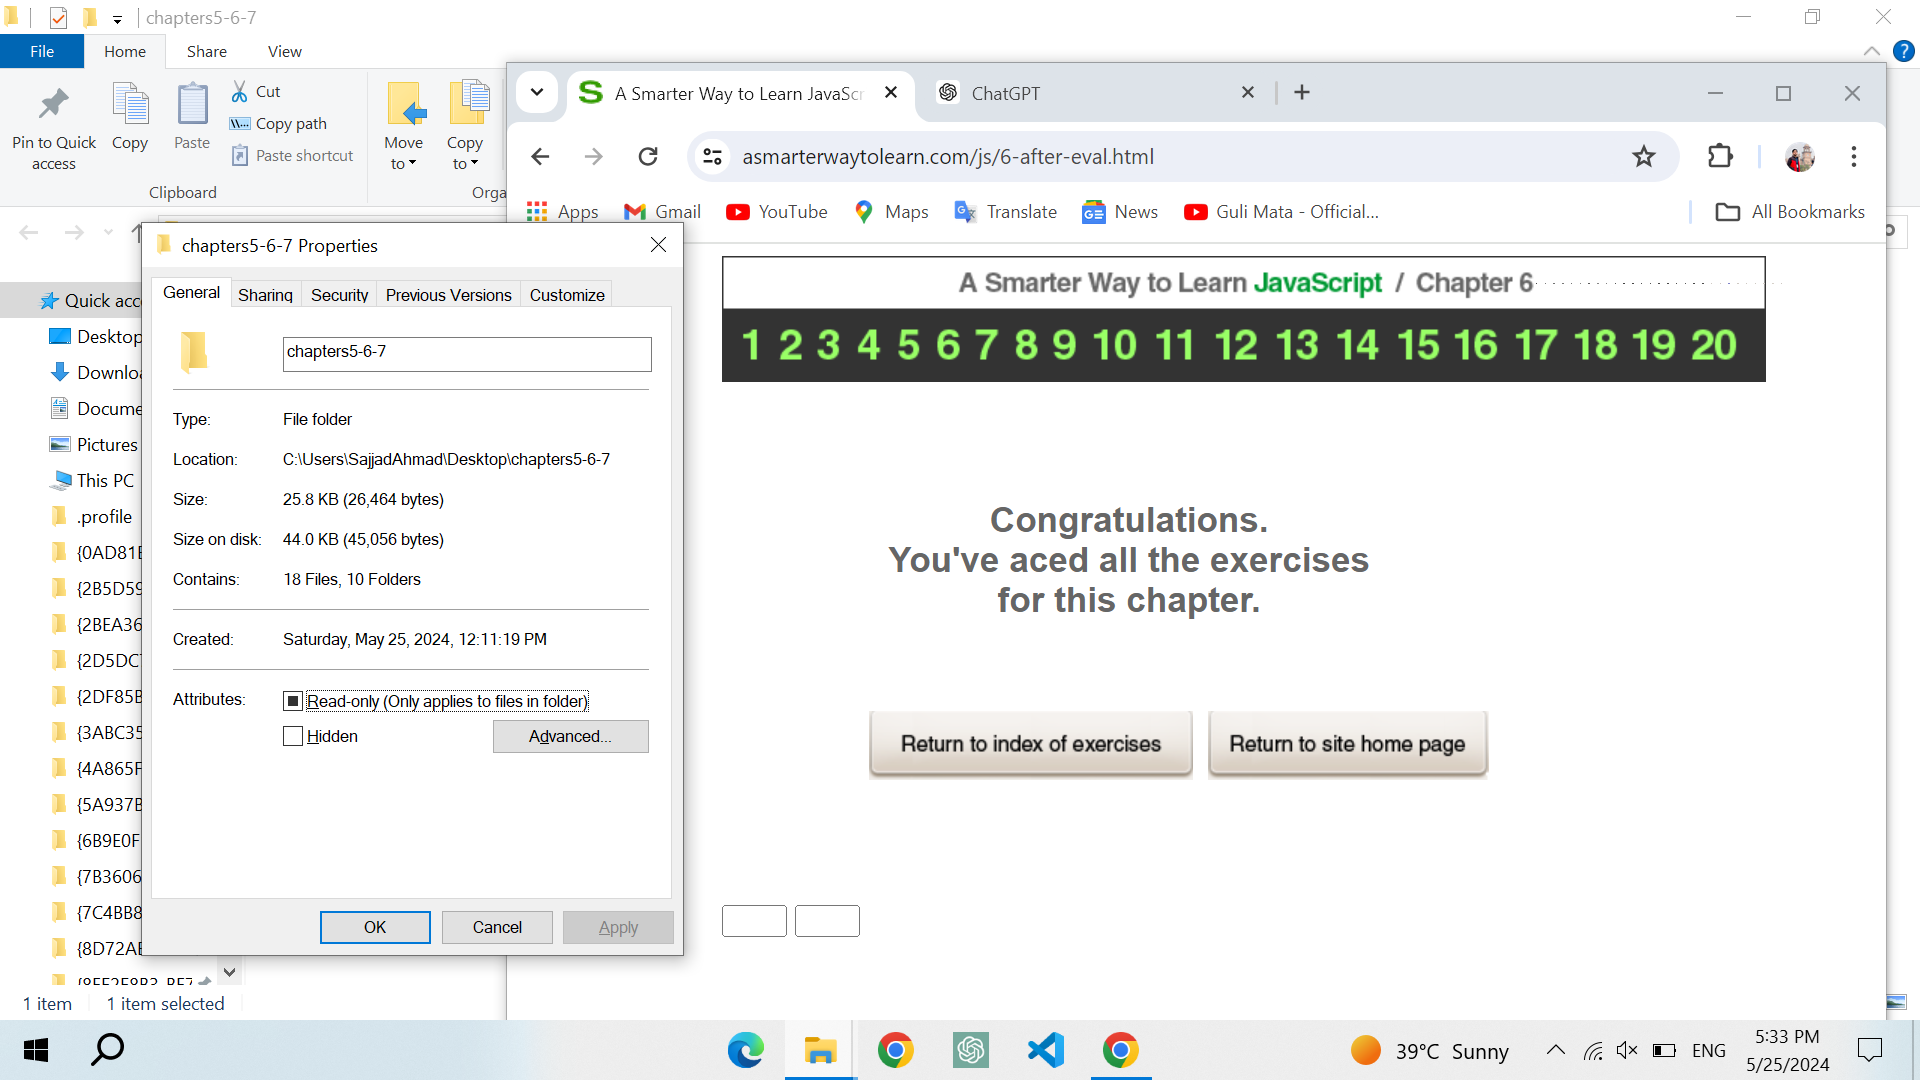 chapters5-6-7
File Home Share View
Pin to Quick access
Copy
Paste
Cut
Copy path
Paste shortcut
Clipboard
Move to
Copy to
Orga
A Smarter Way to Learn JavaScr
ChatGPT
asmarterwaytolearn.com/js/6-after-eval.html
Apps Gmail YouTube Maps Translate News Guli Mata - Official... All Bookmarks
Quick acc
Desktop
Downlo
Docume
Pictures
This PC
.profile
{0AD81
{2B5D59
{2BEA36
{2D5DC
{2DF85B
{3ABC35
{4A865F
{5A937B
{6B9E0F
{7B3606
{7C4BB8
{8D72A
1 item 1 item selected
chapters5-6-7 Properties
General Sharing Security Previous Versions Customize
chapters5-6-7
Type: File folder
Location: C:\Users\SajjadAhmad\Desktop\chapters5-6-7
Size: 25.8 KB (26,464 bytes)
Size on disk: 44.0 KB (45,056 bytes)
Contains: 18 Files, 10 Folders
Created: Saturday, May 25, 2024, 12:11:19 PM
Attributes: Read-only (Only applies to files in folder)
Hidden Advanced...
OK Cancel Apply
A Smarter Way to Learn JavaScript / Chapter 6
1 2 3 4 5 6 7 8 9 10 11 12 13 14 15 16 17 18 19 20
Congratulations.
You've aced all the exercises
for this chapter.
Return to index of exercises Return to site home page
39°C Sunny ENG
5:33 PM
5/25/2024